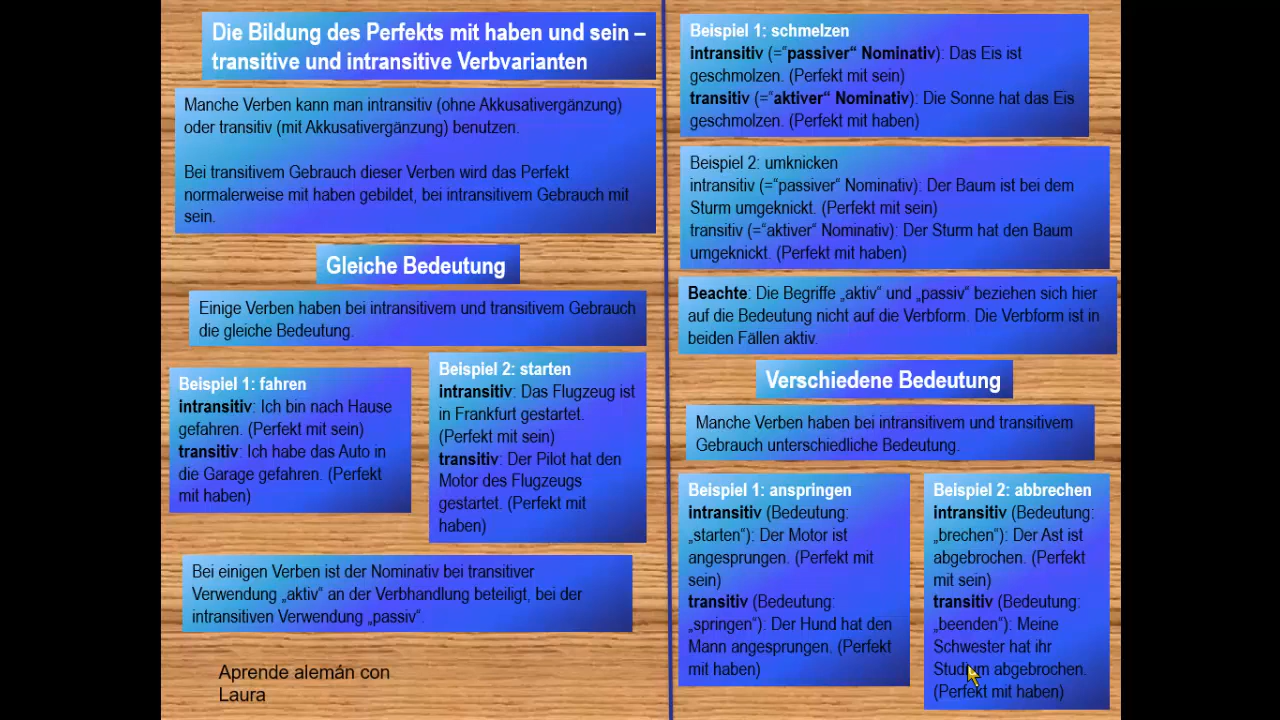 Die Bildung des Perfekts mit haben und sein –
transitive und intransitive Verbvarianten
Manche Verben kann man intransitiv (ohne Akkusativergänzung)
oder transitiv (mit Akkusativergänzung) benutzen.
Bei transitivem Gebrauch dieser Verben wird das Perfekt
normalerweise mit haben gebildet, bei intransitivem Gebrauch mit
sein.
Gleiche Bedeutung
Einige Verben haben bei intransitivem und transitivem Gebrauch
die gleiche Bedeutung.
Beispiel 1: fahren
intransitiv: Ich bin nach Hause
gefahren. (Perfekt mit sein)
transitiv: Ich habe das Auto in
die Garage gefahren. (Perfekt
mit haben)
Beispiel 2: starten
intransitiv: Das Flugzeug ist
in Frankfurt gestartet.
(Perfekt mit sein)
transitiv: Der Pilot hat den
Motor des Flugzeugs
gestartet. (Perfekt mit
haben)
Bei einigen Verben ist der Nominativ bei transitiver
Verwendung „aktiv“ an der Verbhandlung beteiligt, bei der
intransitiven Verwendung „passiv“.
Aprende alemán con
Laura
Beispiel 1: schmelzen
intransitiv (=“passiver“ Nominativ): Das Eis ist
geschmolzen. (Perfekt mit sein)
transitiv (=“aktiver“ Nominativ): Die Sonne hat das Eis
geschmolzen. (Perfekt mit haben)
Beispiel 2: umknicken
intransitiv (=“passiver“ Nominativ): Der Baum ist bei dem
Sturm umgeknickt. (Perfekt mit sein)
transitiv (=“aktiver“ Nominativ): Der Sturm hat den Baum
umgeknickt. (Perfekt mit haben)
Beachte: Die Begriffe „aktiv“ und „passiv“ beziehen sich hier
auf die Bedeutung nicht auf die Verbform. Die Verbform ist in
beiden Fällen aktiv.
Verschiedene Bedeutung
Manche Verben haben bei intransitivem und transitivem
Gebrauch unterschiedliche Bedeutung.
Beispiel 1: anspringen
intransitiv (Bedeutung:
„starten“): Der Motor ist
angesprungen. (Perfekt mit
sein)
transitiv (Bedeutung:
„springen“): Der Hund hat den
Mann angesprungen. (Perfekt
mit haben)
Beispiel 2: abbrechen
intransitiv (Bedeutung:
„brechen“): Der Ast ist
abgebrochen. (Perfekt
mit sein)
transitiv (Bedeutung:
„beenden“): Meine
Schwester hat ihr
Studium abgebrochen.
(Perfekt mit haben)